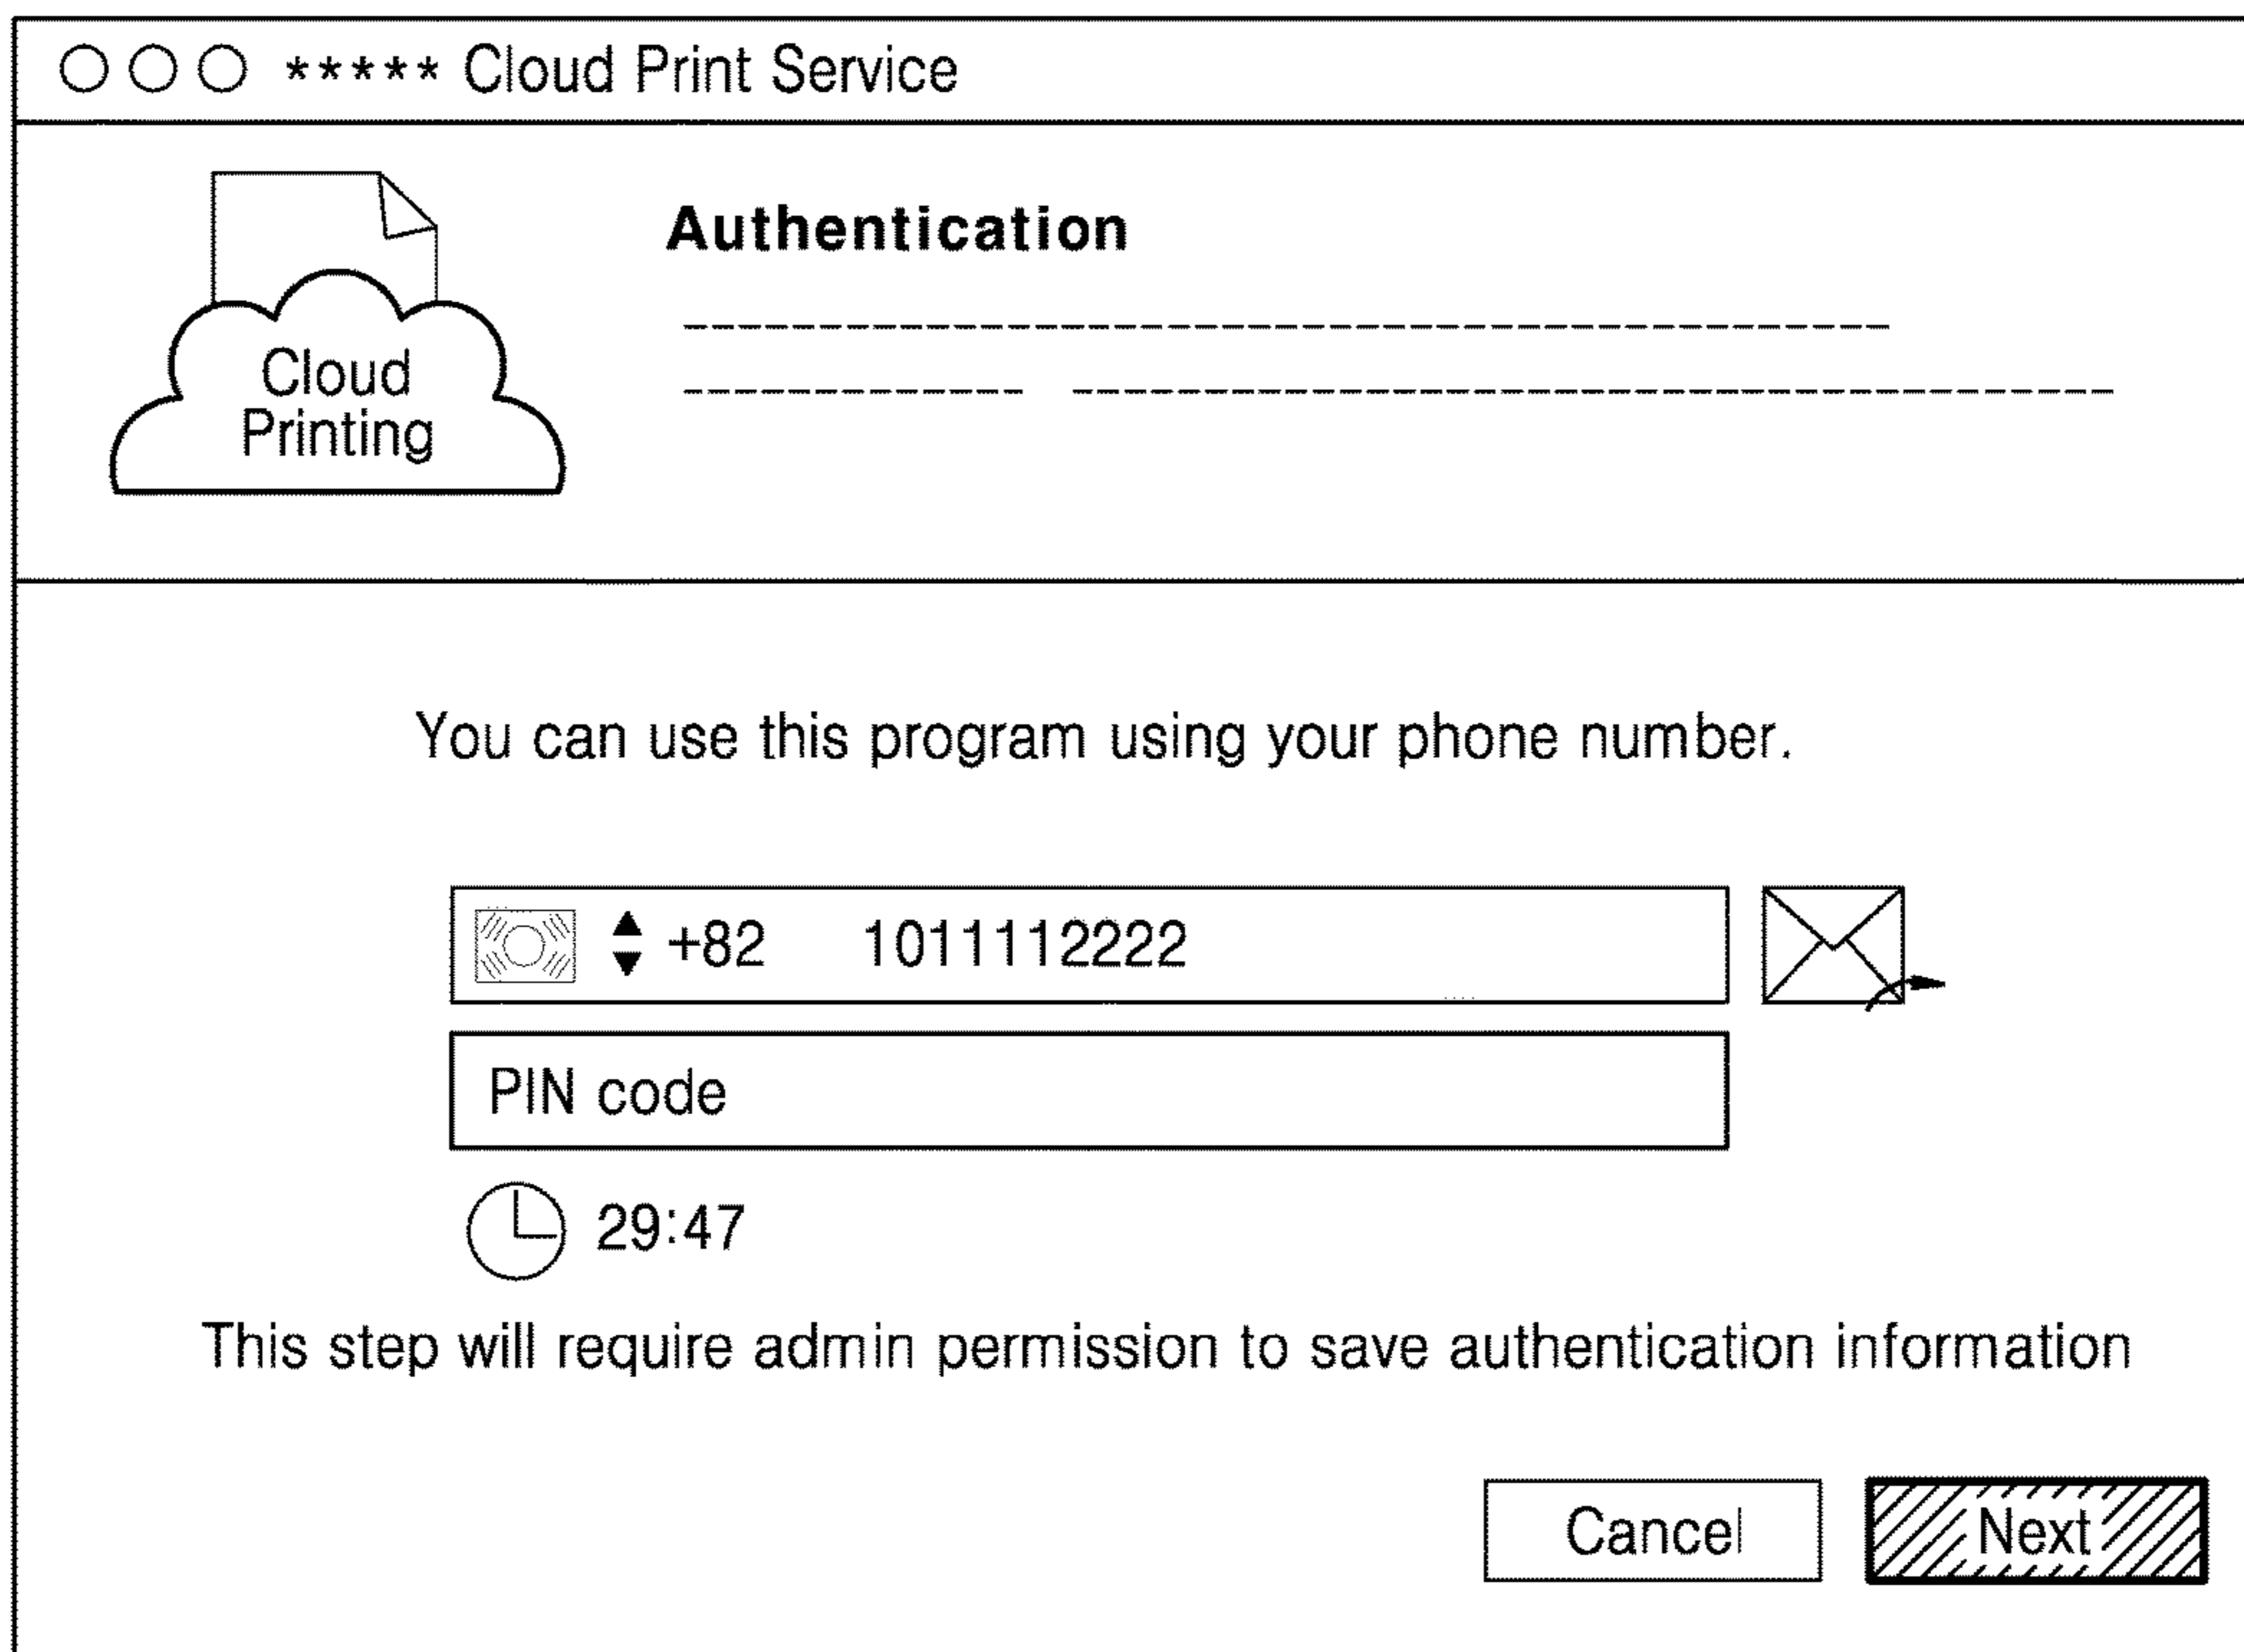 ***** Cloud Print Service
Cloud
Printing
Authentication
You can use this program using your phone number.
+82 1011112222
PIN code
29:47
This step will require admin permission to save authentication information
Cancel
Next